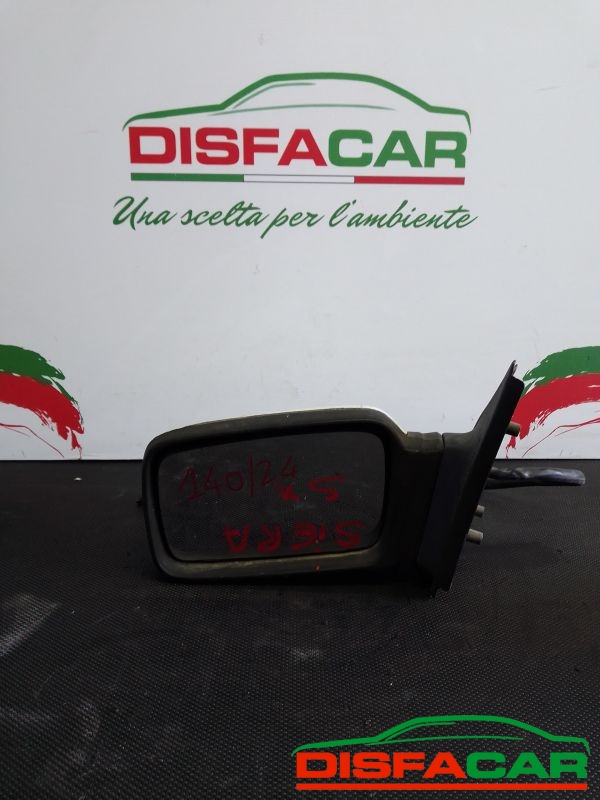 DISFACAR
Una scelta per l'ambiente
140/24
SX
SIERA
DISFACAR